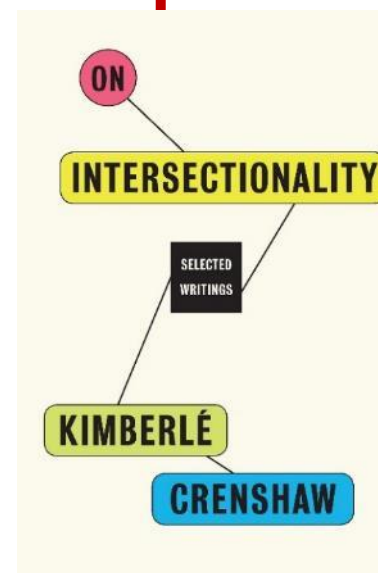 ON
INTERSECTIONALITY
SELECTED
WRITINGS
KIMBERLÉ
CRENSHAW